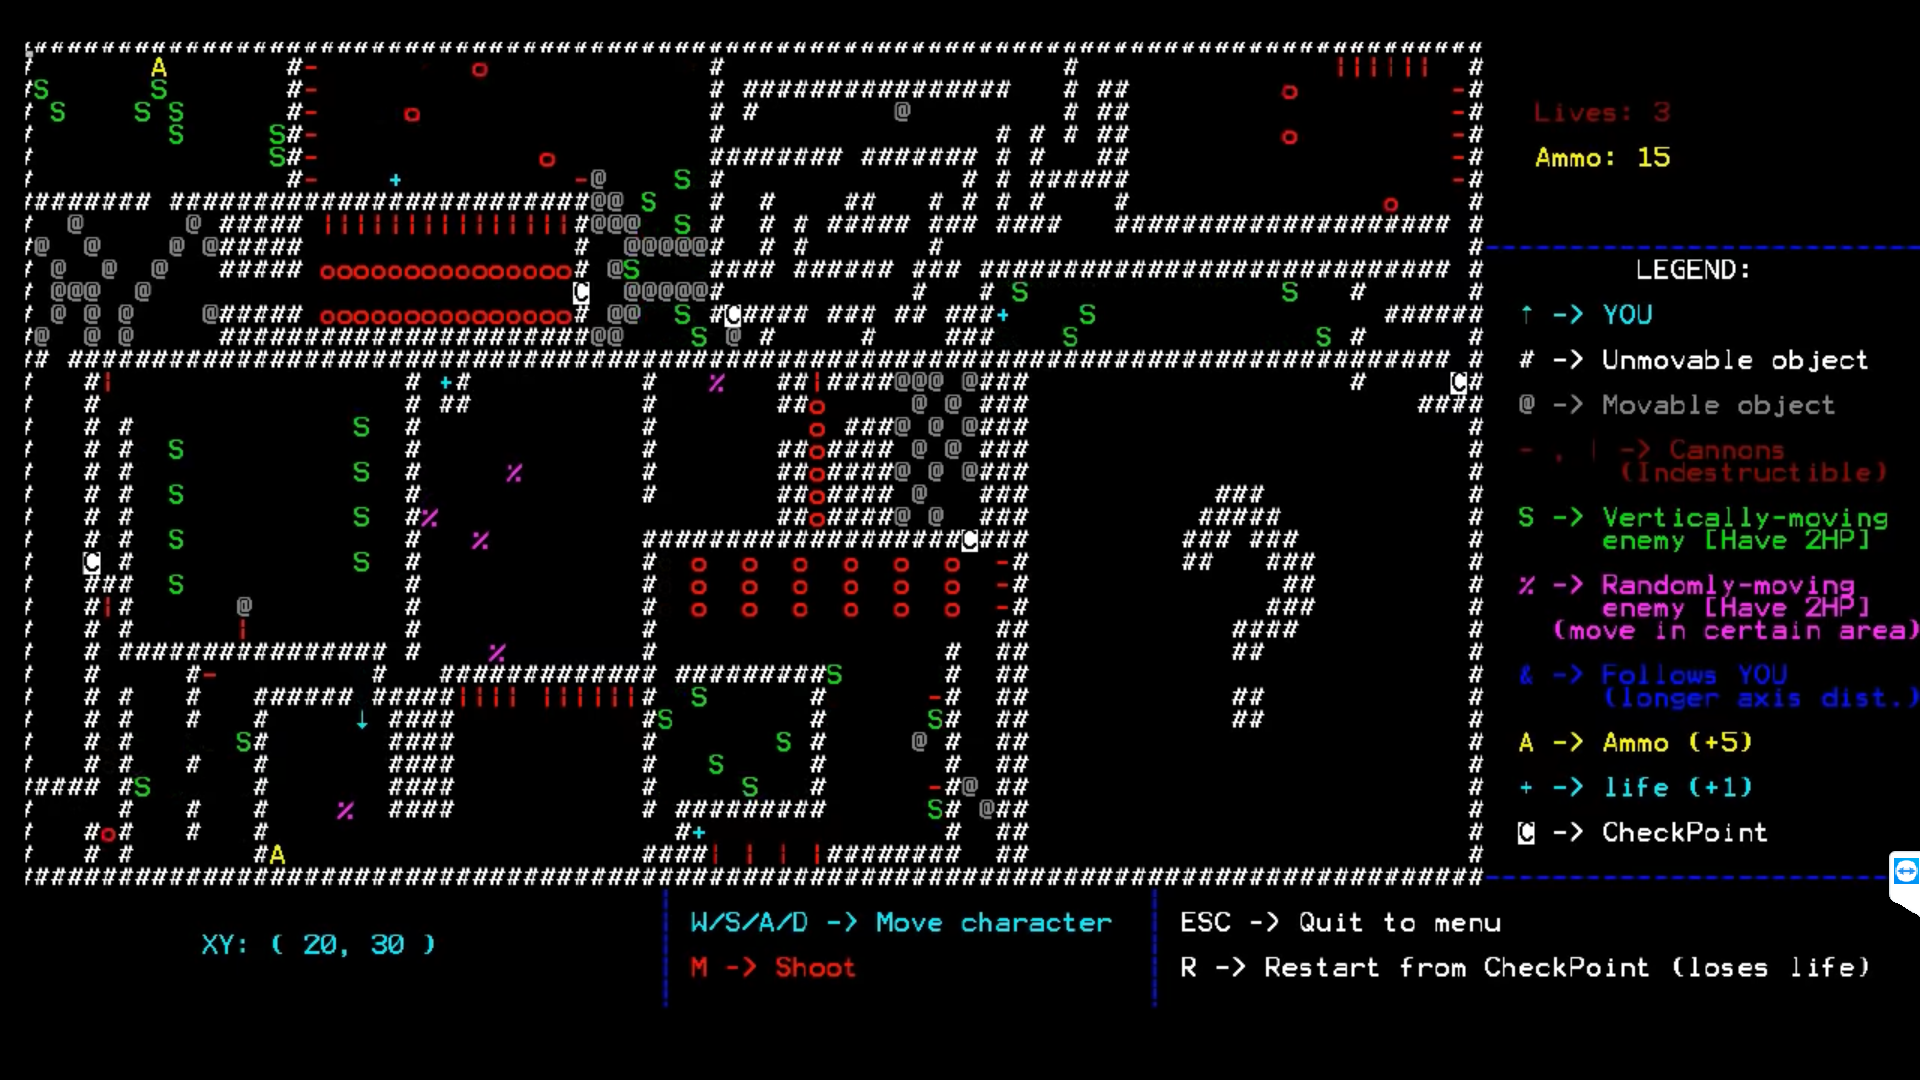 Lives: 3
Ammo: 15
LEGEND:
↑ -> YOU
# -> Unmovable object
@ -> Movable object
- , | -> Cannons
(Indestructible)
S -> Vertically-moving
enemy [Have 2HP]
% -> Randomly-moving
enemy [Have 2HP]
(move in certain area)
& -> Follows YOU
(longer axis dist.)
A -> Ammo (+5)
+ -> life (+1)
C -> CheckPoint
XY: ( 20, 30 )
W/S/A/D -> Move character
M -> Shoot
ESC -> Quit to menu
R -> Restart from CheckPoint (loses life)